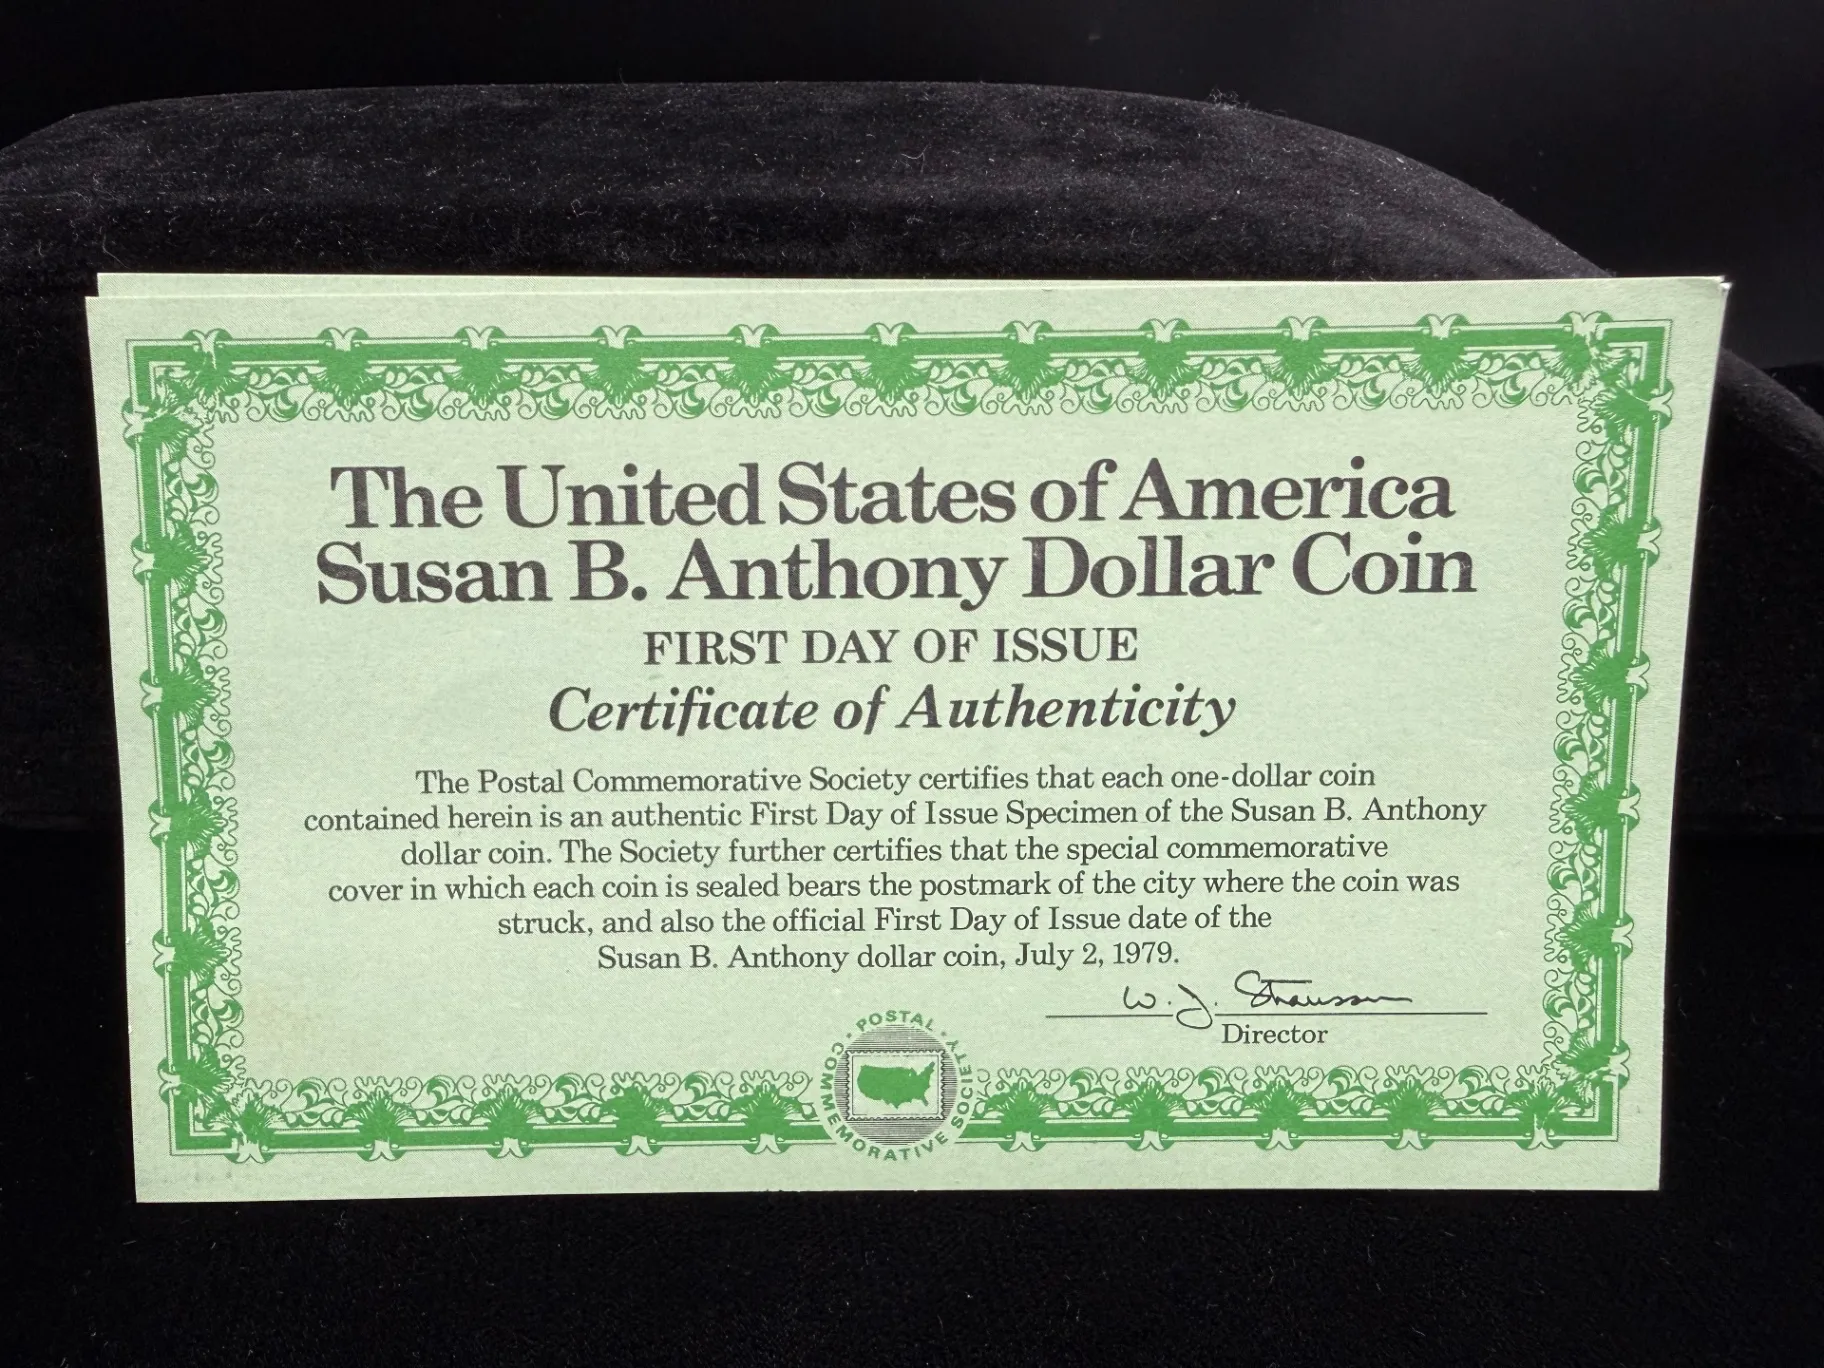 The United States of America
Susan B. Anthony Dollar Coin
FIRST DAY OF ISSUE
Certificate of Authenticity
The Postal Commemorative Society certifies that each one-dollar coin
contained herein is an authentic First Day of Issue Specimen of the Susan B. Anthony
dollar coin. The Society further certifies that the special commemorative
cover in which each coin is sealed bears the postmark of the city where the coin was
struck, and also the official First Day of Issue date of the
Susan B. Anthony dollar coin, July 2, 1979.
W. J.
Director
· POSTAL · COMMEMORATIVE SOCIETY